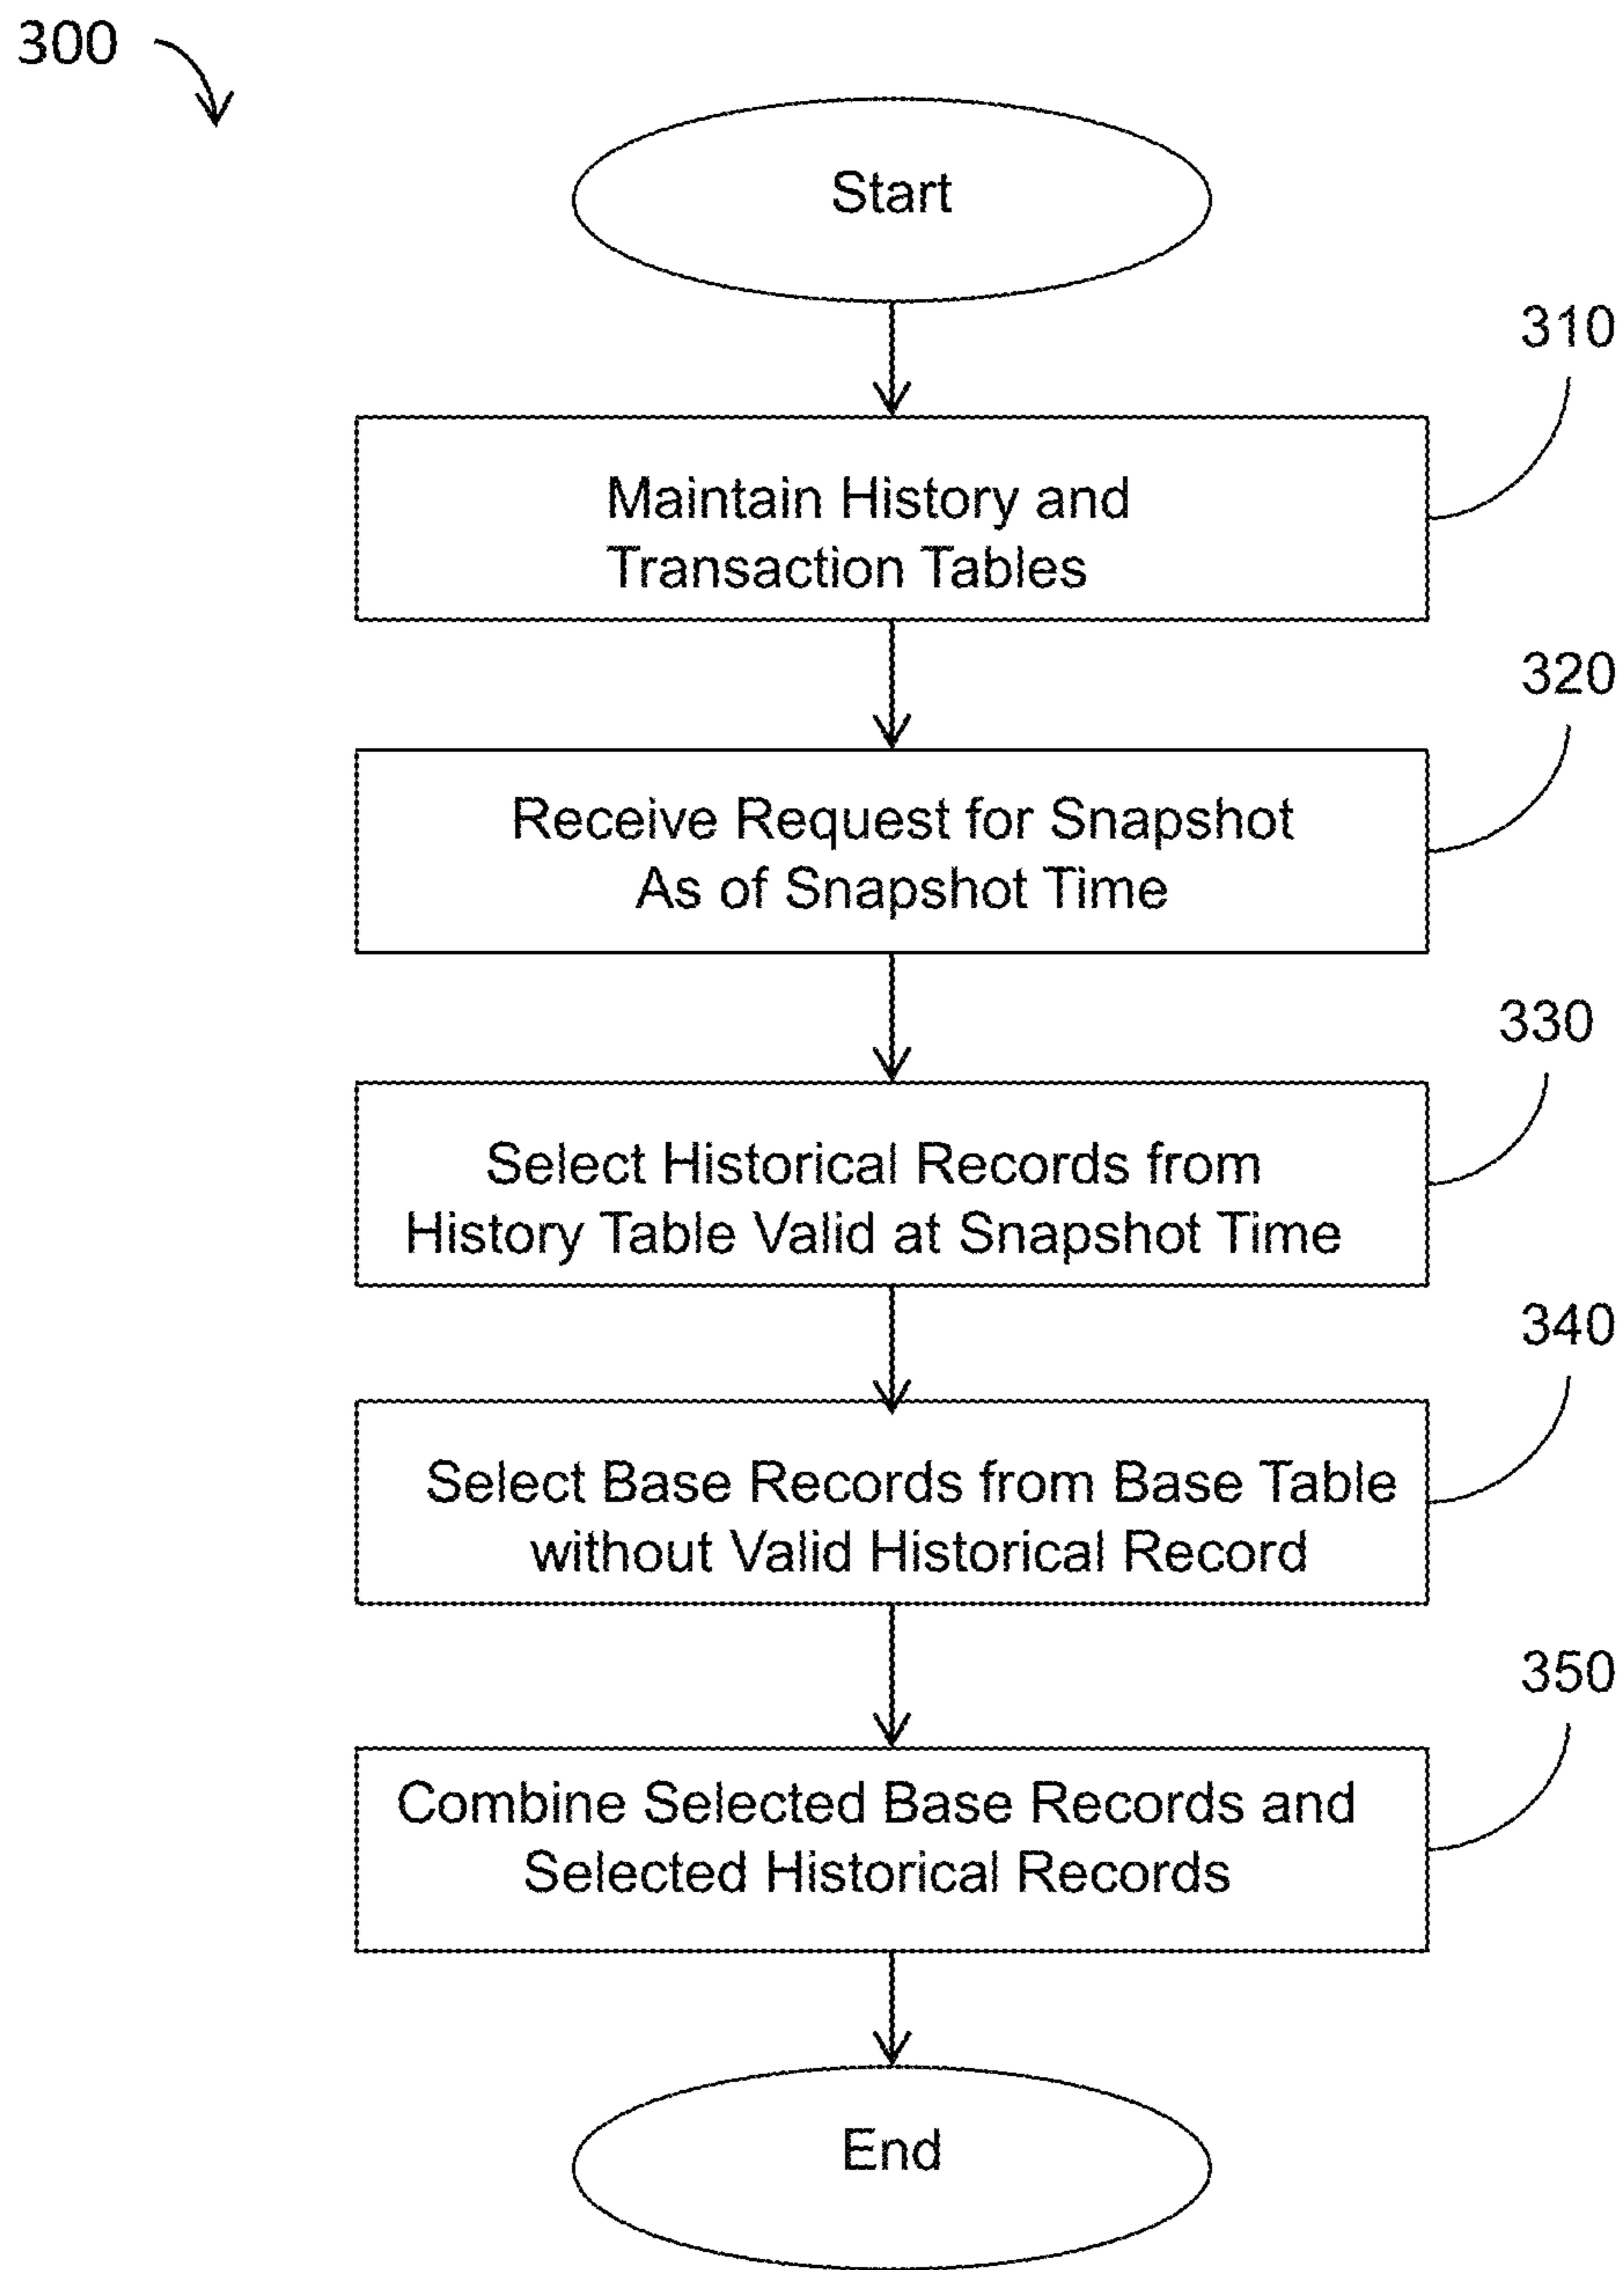 300
Start
310
Maintain History and
Transaction Tables
320
Receive Request for Snapshot
As of Snapshot Time
330
Select Historical Records from
History Table Valid at Snapshot Time
340
Select Base Records from Base Table
without Valid Historical Record
350
Combine Selected Base Records and
Selected Historical Records
End